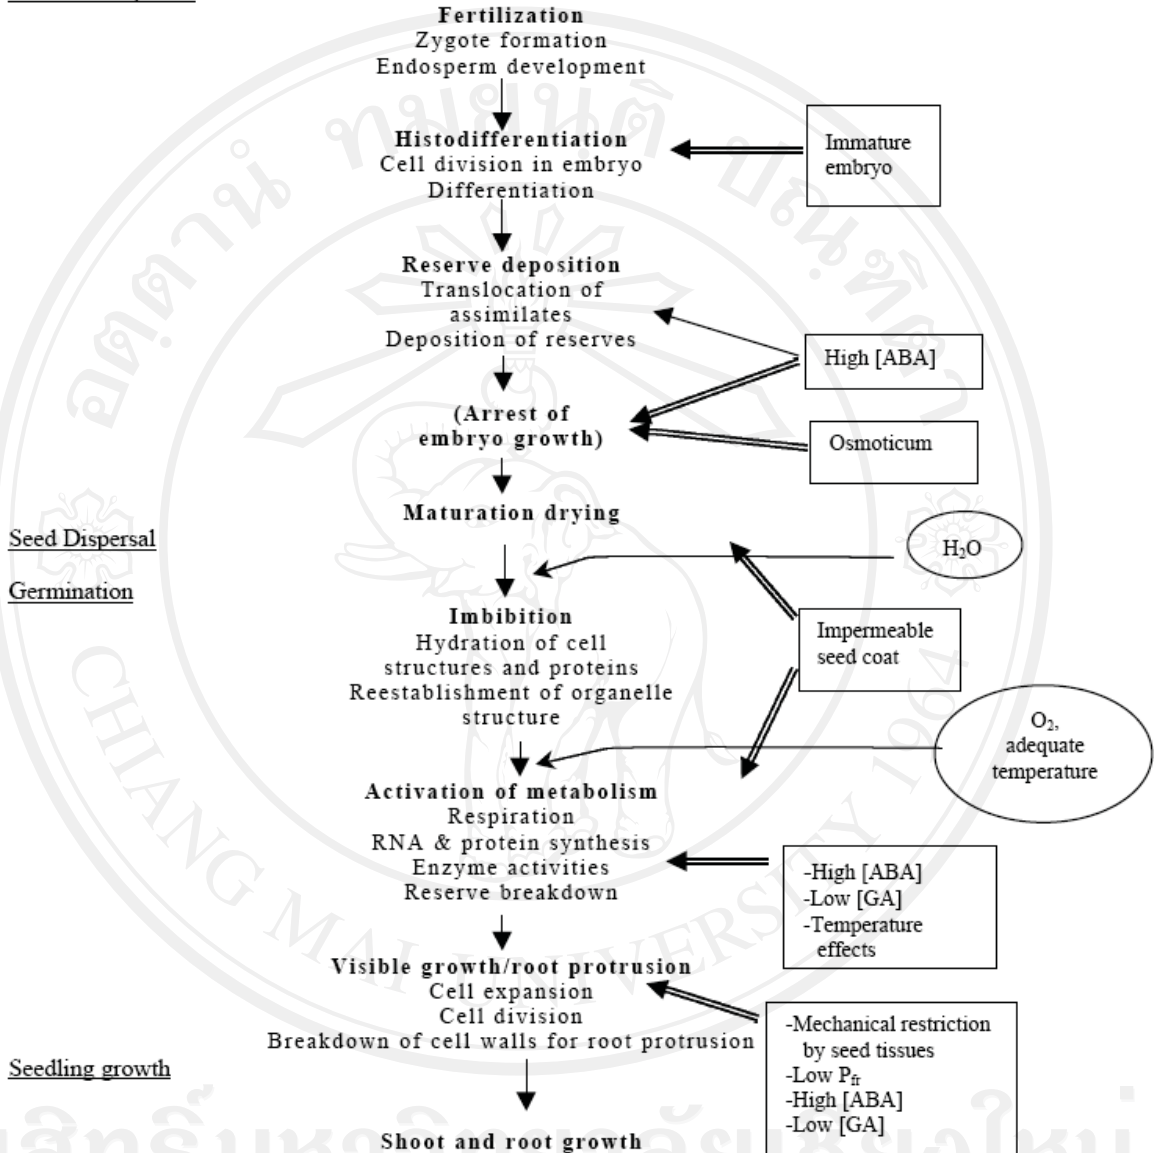 Fertilization
Zygote formation
Endosperm development
Histodifferentiation
Cell division in embryo
Differentiation
Immature
embryo
Reserve deposition
Translocation of
assimilates
Deposition of reserves
High [ABA]
(Arrest of
embryo growth)
Osmoticum
Maturation drying
Seed Dispersal
H₂O
Germination
Imbibition
Hydration of cell
structures and proteins
Reestablishment of organelle
structure
Impermeable
seed coat
O₂,
adequate
temperature
Activation of metabolism
Respiration
RNA & protein synthesis
Enzyme activities
Reserve breakdown
-High [ABA]
-Low [GA]
-Temperature
effects
Visible growth/root protrusion
Cell expansion
Cell division
Breakdown of cell walls for root protrusion
-Mechanical restriction
by seed tissues
-Low Pfr
-High [ABA]
-Low [GA]
Seedling growth
Shoot and root growth
CHIANG MAI UNIVERSITY 1964